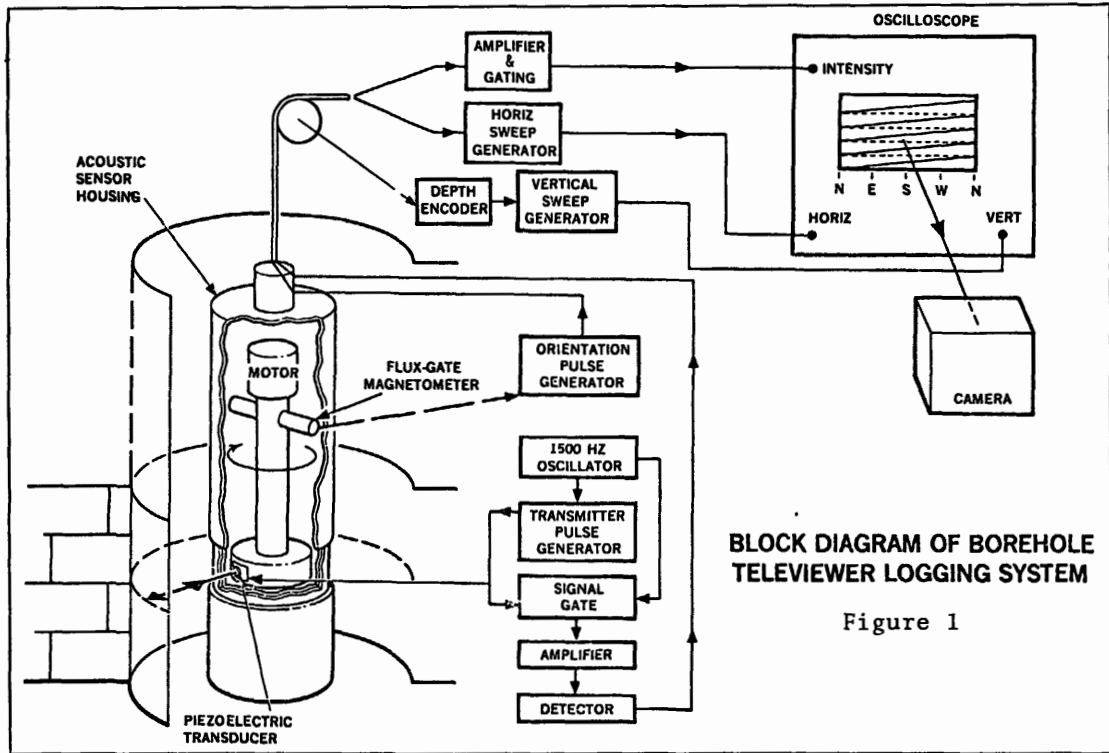 OSCILLOSCOPE
AMPLIFIER
&
GATING
INTENSITY
HORIZ
SWEEP
GENERATOR
ACOUSTIC
SENSOR
HOUSING
DEPTH
ENCODER
VERTICAL
SWEEP
GENERATOR
N E S W N
HORIZ
VERT
MOTOR
FLUX-GATE
MAGNETOMETER
ORIENTATION
PULSE
GENERATOR
CAMERA
1500 HZ
OSCILLATOR
TRANSMITTER
PULSE
GENERATOR
SIGNAL
GATE
AMPLIFIER
DETECTOR
PIEZOELECTRIC
TRANSDUCER
BLOCK DIAGRAM OF BOREHOLE
TELEVIEWER LOGGING SYSTEM
Figure 1